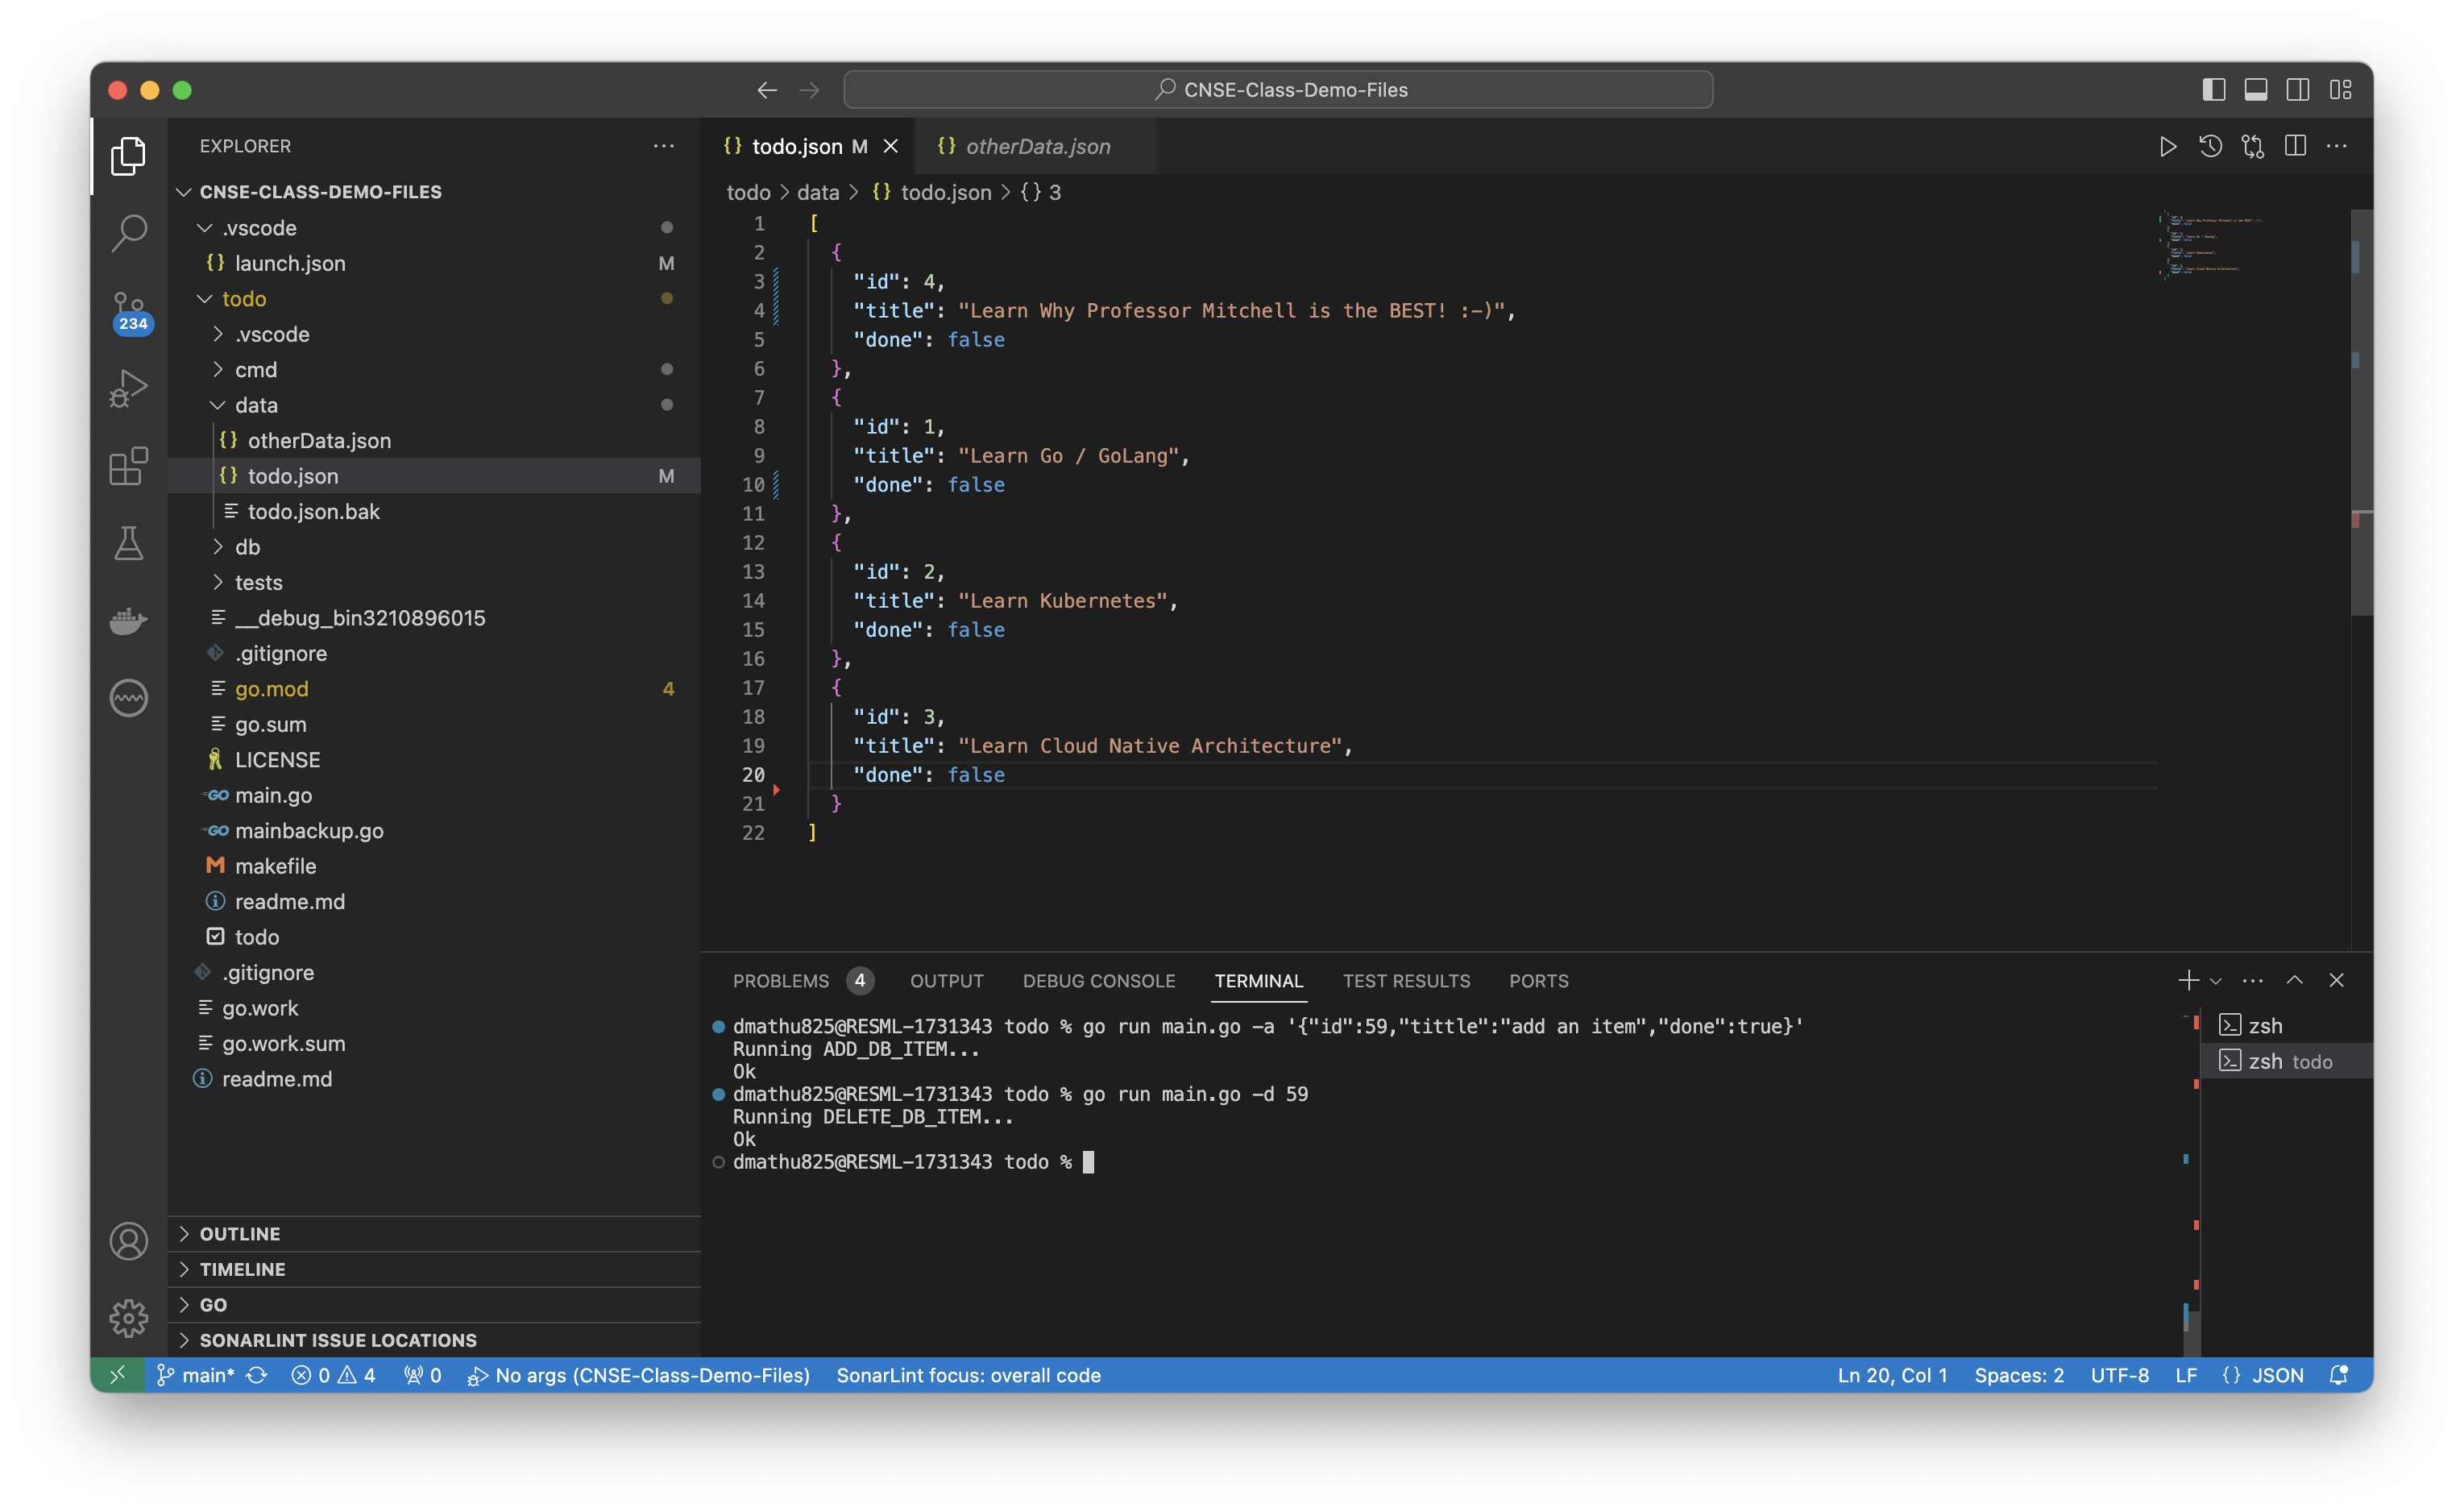 CNSE-Class-Demo-Files
EXPLORER
CNSE-CLASS-DEMO-FILES
.vscode
launch.json M
todo
.vscode
cmd
data
otherData.json
todo.json M
todo.json.bak
db
tests
__debug_bin3210896015
.gitignore
go.mod 4
go.sum
LICENSE
GO main.go
GO mainbackup.go
M makefile
readme.md
todo
.gitignore
go.work
go.work.sum
readme.md
OUTLINE
TIMELINE
GO
SONARLINT ISSUE LOCATIONS
234
{} todo.json M
{} otherData.json
todo > data > {} todo.json > {} 3
1 [
2 {
3 "id": 4,
4 "title": "Learn Why Professor Mitchell is the BEST! :-)",
5 "done": false
6 },
7 {
8 "id": 1,
9 "title": "Learn Go / GoLang",
10 "done": false
11 },
12 {
13 "id": 2,
14 "title": "Learn Kubernetes",
15 "done": false
16 },
17 {
18 "id": 3,
19 "title": "Learn Cloud Native Architecture",
20 "done": false
21 }
22 ]
PROBLEMS 4 OUTPUT DEBUG CONSOLE TERMINAL TEST RESULTS PORTS
dmathu825@RESML-1731343 todo % go run main.go -a '{"id":59,"tittle":"add an item","done":true}'
Running ADD_DB_ITEM...
Ok
dmathu825@RESML-1731343 todo % go run main.go -d 59
Running DELETE_DB_ITEM...
Ok
dmathu825@RESML-1731343 todo %
zsh
zsh todo
main* 0 4 0 No args (CNSE-Class-Demo-Files) SonarLint focus: overall code Ln 20, Col 1 Spaces: 2 UTF-8 LF {} JSON